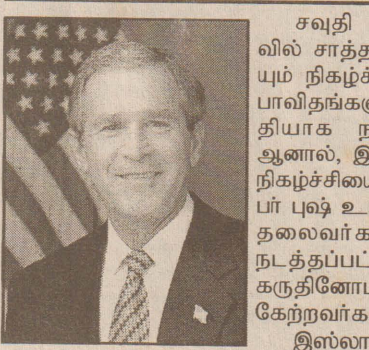 சவுதி
வில் சாத்த
யும் நிகழ்ச்
பாவிதங்களு
தியாக ந
ஆனால், இ
நிகழ்ச்சியை
பர் புஷ் உ
தலைவர்க
நடத்தப்பட்
கருதினோம்
கேற்றவர்க
இஸ்லா